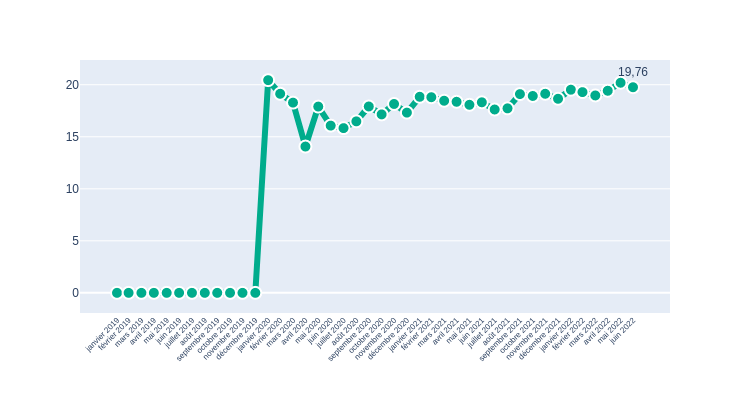 19,76
20
15
10
5
0
janvier 2019
février 2019
mars 2019
avril 2019
mai 2019
juin 2019
juillet 2019
août 2019
septembre 2019
octobre 2019
novembre 2019
décembre 2019
janvier 2020
février 2020
mars 2020
avril 2020
mai 2020
juin 2020
juillet 2020
août 2020
septembre 2020
octobre 2020
novembre 2020
décembre 2020
janvier 2021
février 2021
mars 2021
avril 2021
mai 2021
juin 2021
juillet 2021
août 2021
septembre 2021
octobre 2021
novembre 2021
décembre 2021
janvier 2022
février 2022
mars 2022
avril 2022
mai 2022
juin 2022